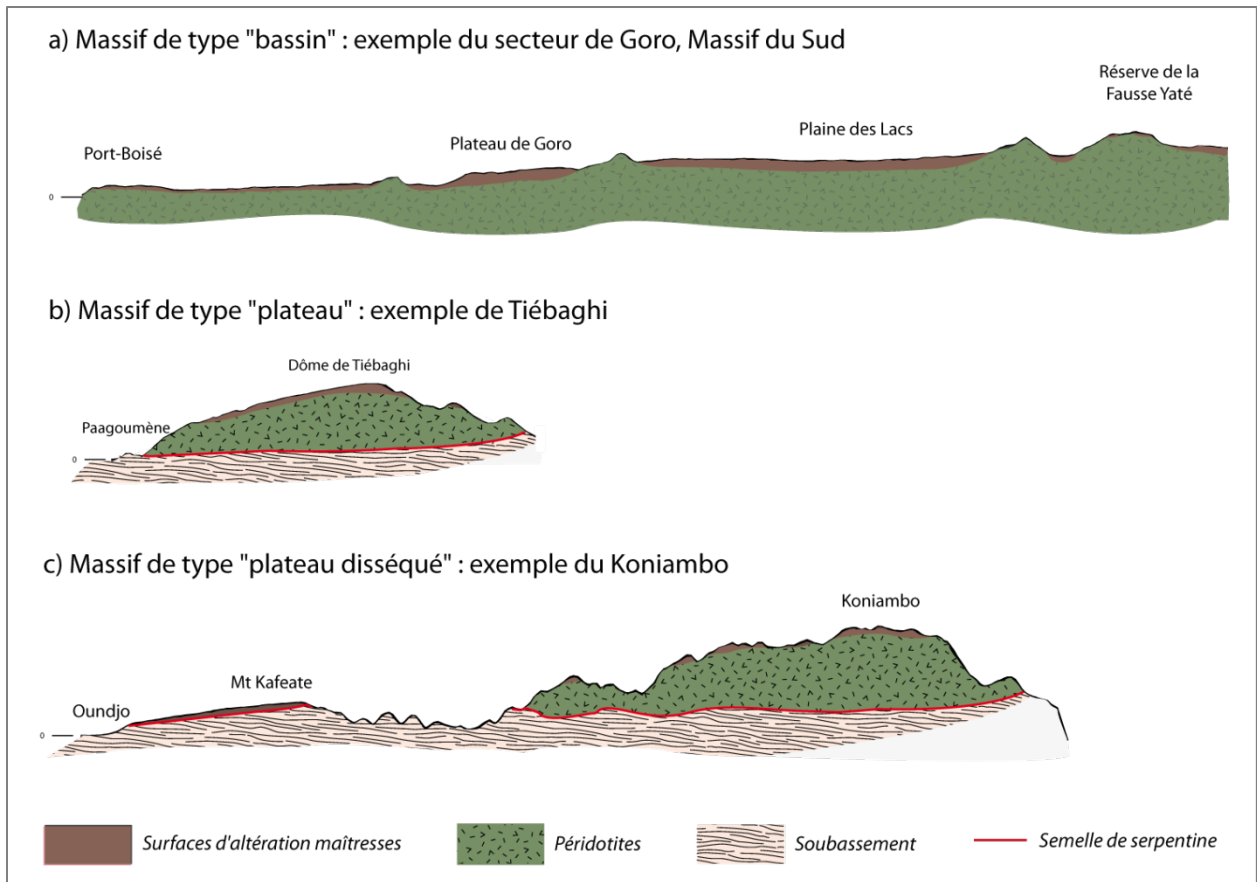 a) Massif de type "bassin" : exemple du secteur de Goro, Massif du Sud
Réserve de la
Fausse Yaté
Plaine des Lacs
Plateau de Goro
Port-Boisé
0
b) Massif de type "plateau" : exemple de Tiébaghi
Dôme de Tiébaghi
Paagoumène
0
c) Massif de type "plateau disséqué" : exemple du Koniambo
Koniambo
Mt Kafeate
Oundjo
0
Surfaces d'altération maîtresses
Péridotites
Soubassement
Semelle de serpentine